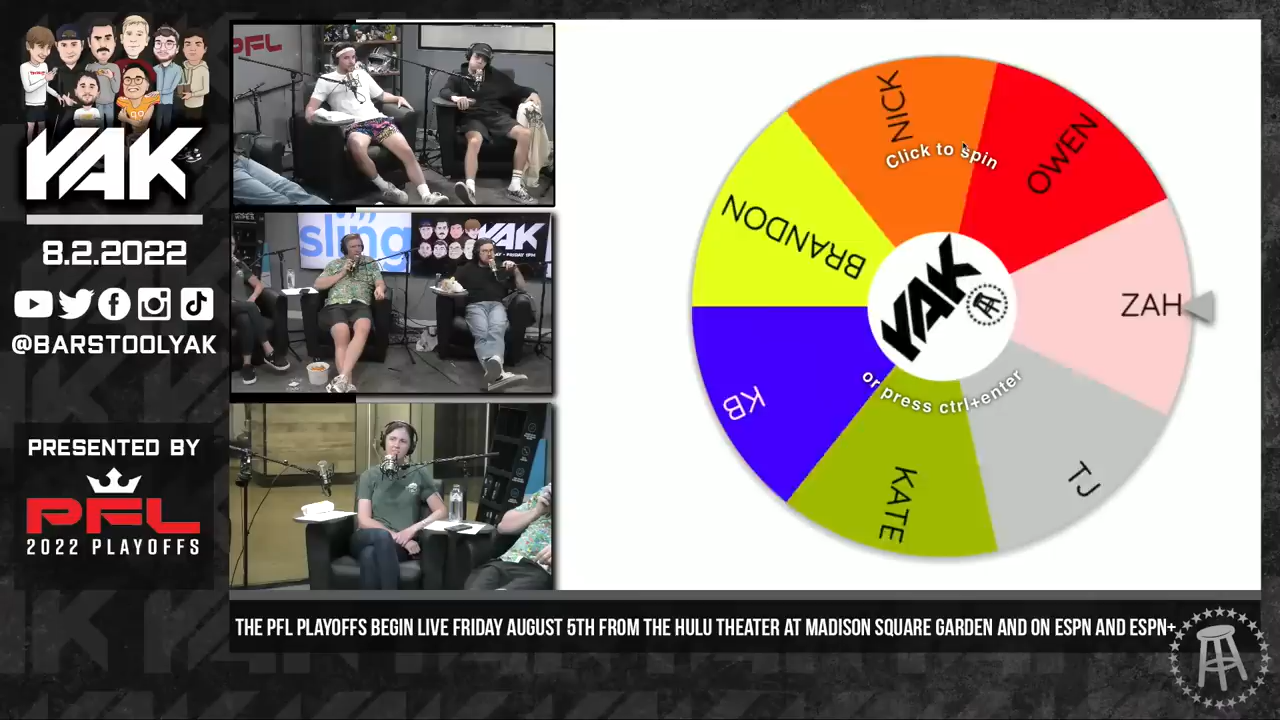 YAK
8.2.2022
@BARSTOOLYAK
PRESENTED BY
PFL
2022 PLAYOFFS
PFL
sling
YAK
NICK
OWEN
ZAH
TJ
KATE
KB
BRANDON
Click to spin
YAK
or press ctrl+enter
THE PFL PLAYOFFS BEGIN LIVE FRIDAY AUGUST 5TH FROM THE HULU THEATER AT MADISON SQUARE GARDEN AND ON ESPN AND ESPN+